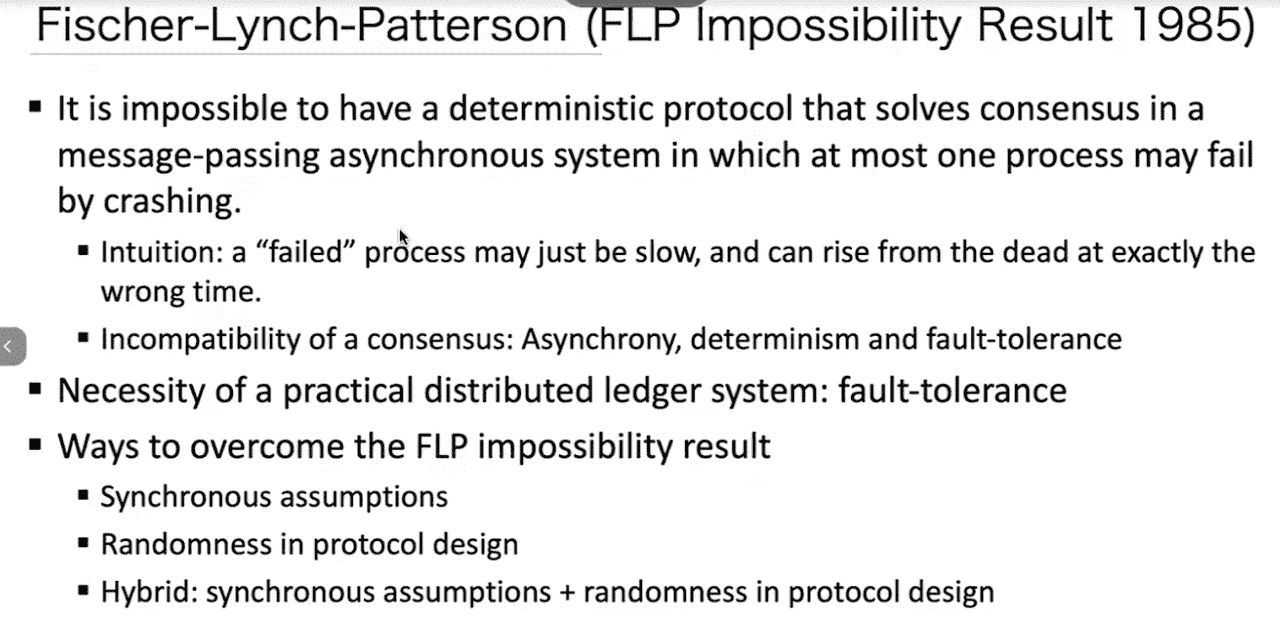 Fischer-Lynch-Patterson (FLP Impossibility Result 1985)
▪ It is impossible to have a deterministic protocol that solves consensus in a
message-passing asynchronous system in which at most one process may fail
by crashing.
▪ Intuition: a “failed” process may just be slow, and can rise from the dead at exactly the
wrong time.
▪ Incompatibility of a consensus: Asynchrony, determinism and fault-tolerance
▪ Necessity of a practical distributed ledger system: fault-tolerance
▪ Ways to overcome the FLP impossibility result
▪ Synchronous assumptions
▪ Randomness in protocol design
▪ Hybrid: synchronous assumptions + randomness in protocol design